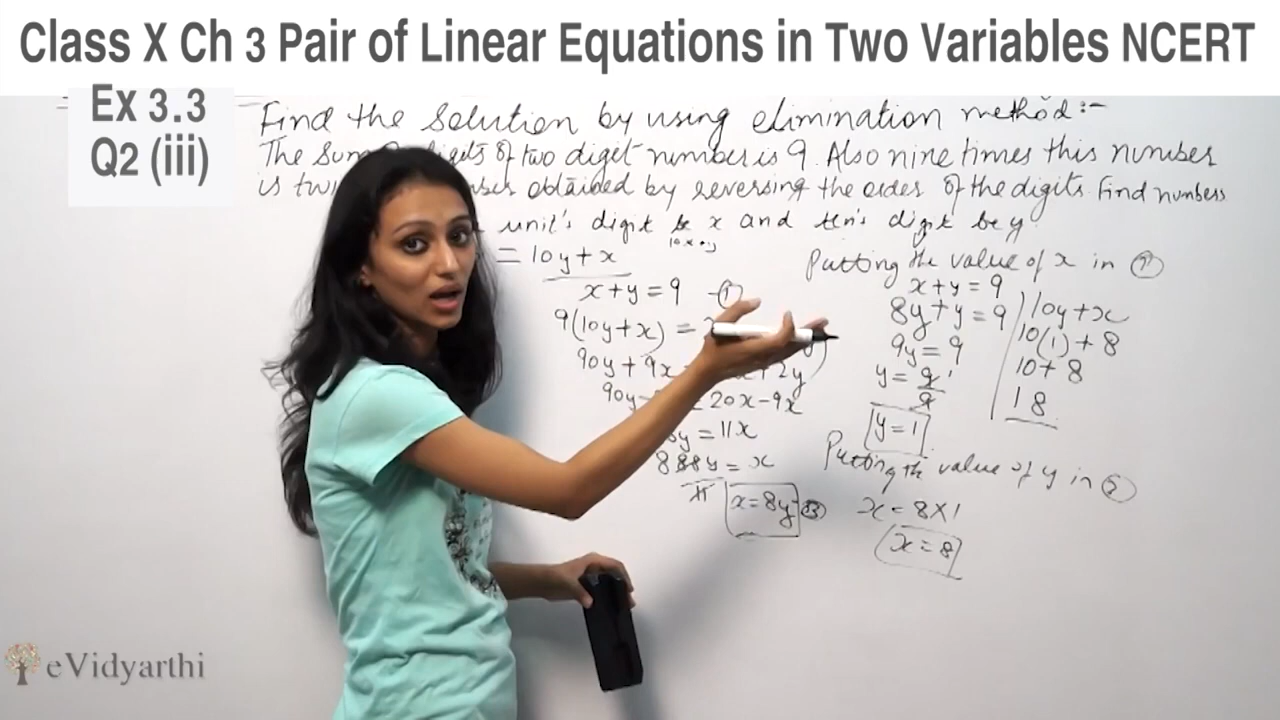 Class X Ch 3 Pair of Linear Equations in Two Variables NCERT
Ex 3.3
Q2 (iii)
Find the Solution by using elimination method:-
The Sum digits of two digit number is 9. Also nine times this number
is obtained by reversing the order of the digits. Find numbers
unit's digit be x and ten's digit be y
10x+y
= 10y+x
x+y=9 -①
9(10y+x) =
90y+9x +2y
90y- = 20x-9x
y=11x
888y=x
11
x=8y
Putting the value of x in ①
x+y=9
8y+y=9
9y=9
y=9
9
y=1
10y+x
10(1)+8
10+8
18
Putting the value of y in ③
x=8×1
x=8
eVidyarthi